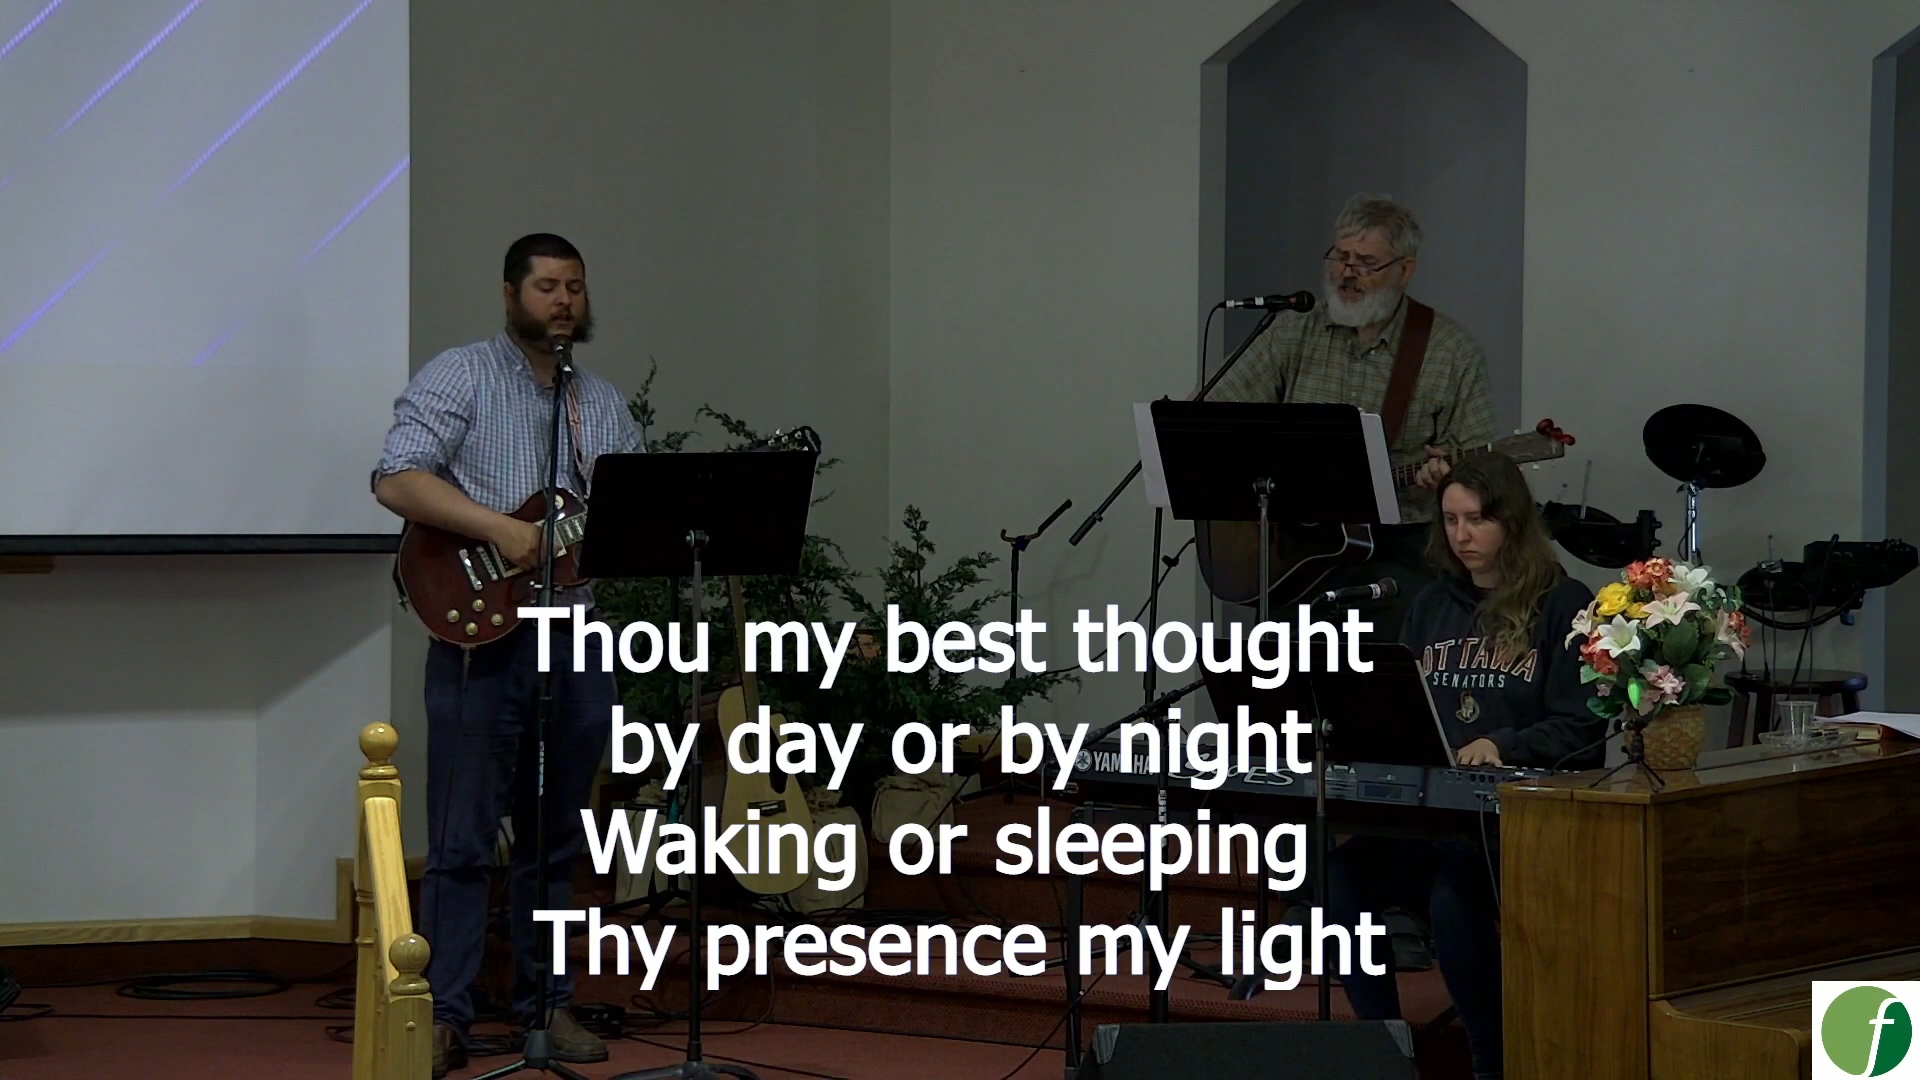 Thou my best thought
by day or by night
Waking or sleeping
Thy presence my light
OTTAWA
SENATORS
YAMAHA
f